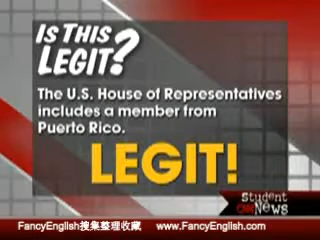 IS THIS
LEGIT?
The U.S. House of Representatives
includes a member from
Puerto Rico.
LEGIT!
Student
CNN News
FancyEnglish搜集整理收藏 www.FancyEnglish.com